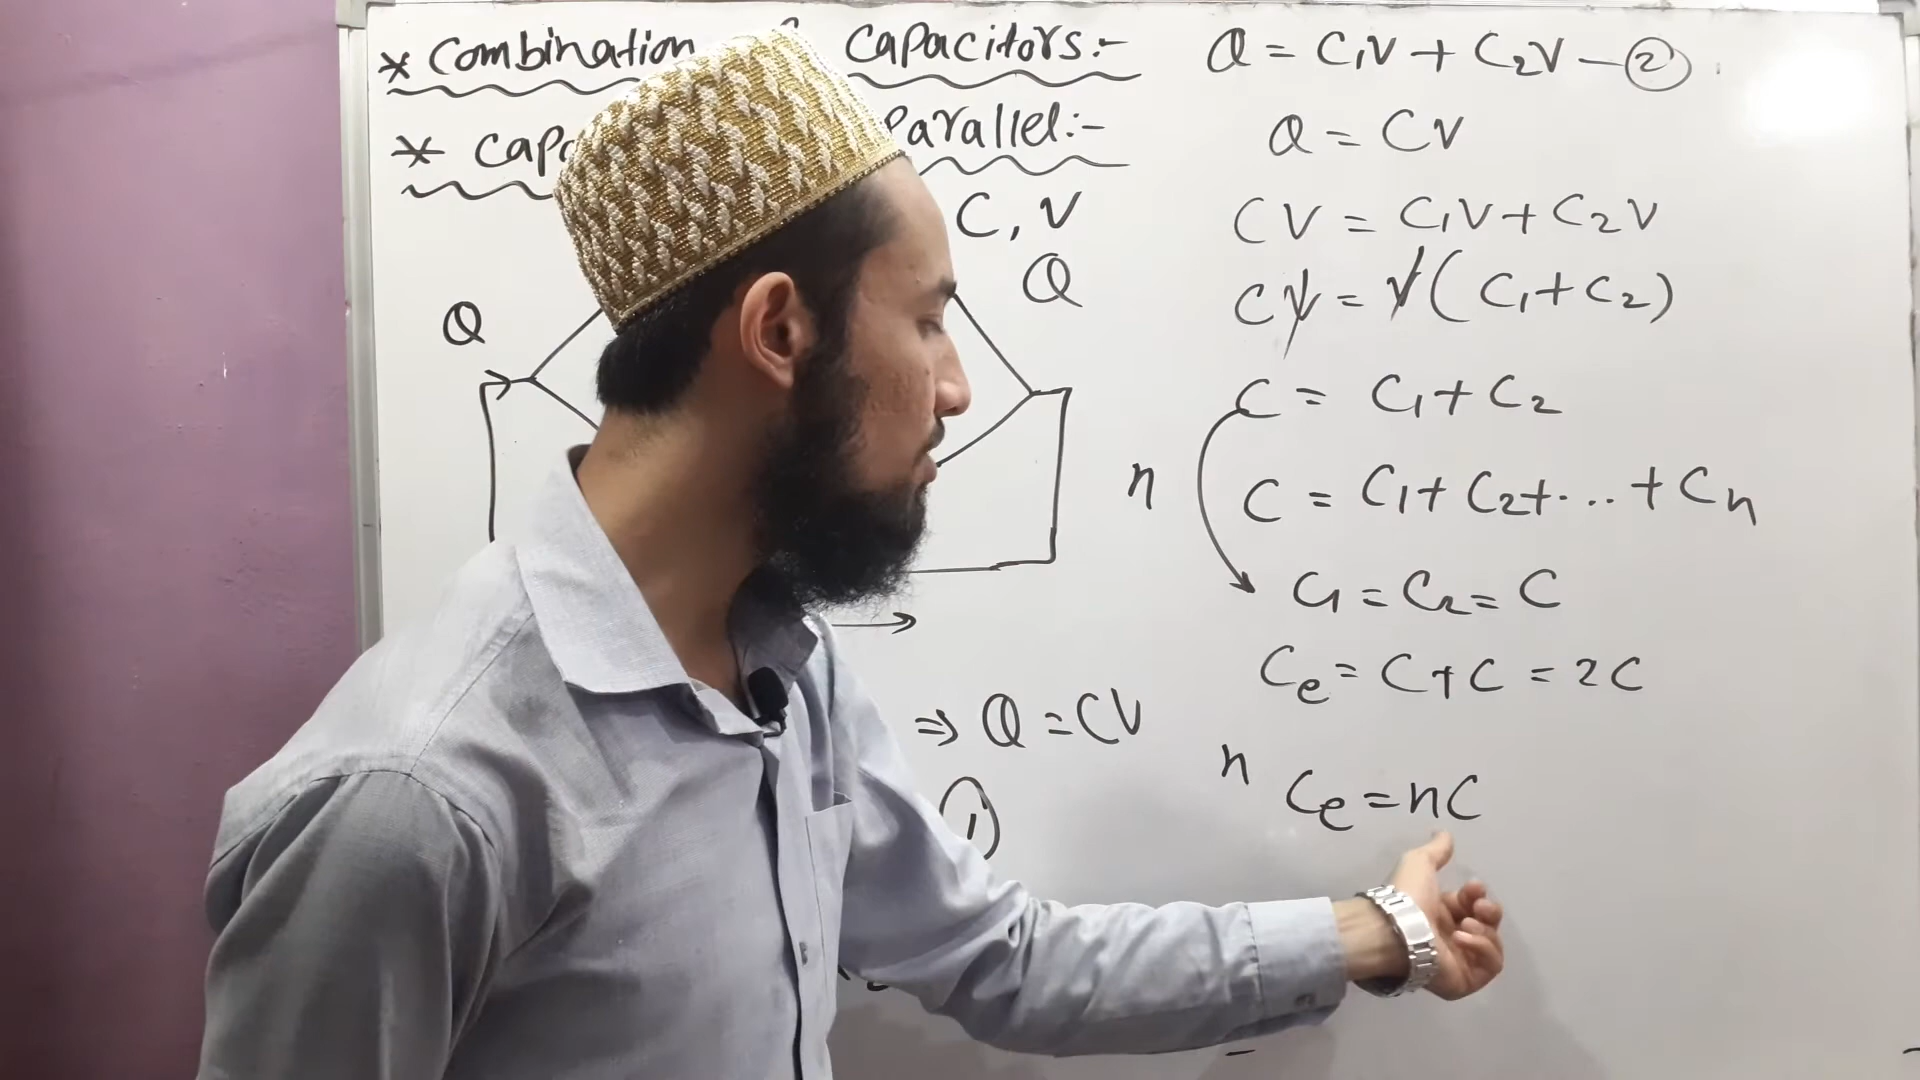 * Combination Capacitors:-
* Parallel:-
C, V
Q
Q
n
⇒ Q = CV
①
Q = C₁V + C₂V — ②
Q = CV
CV = C₁V + C₂V
CV = V(C₁ + C₂)
C = C₁ + C₂
C = C₁ + C₂ + ... + Cn
C₁ = C₂ = C
Ce = C + C = 2C
n
Ce = nC